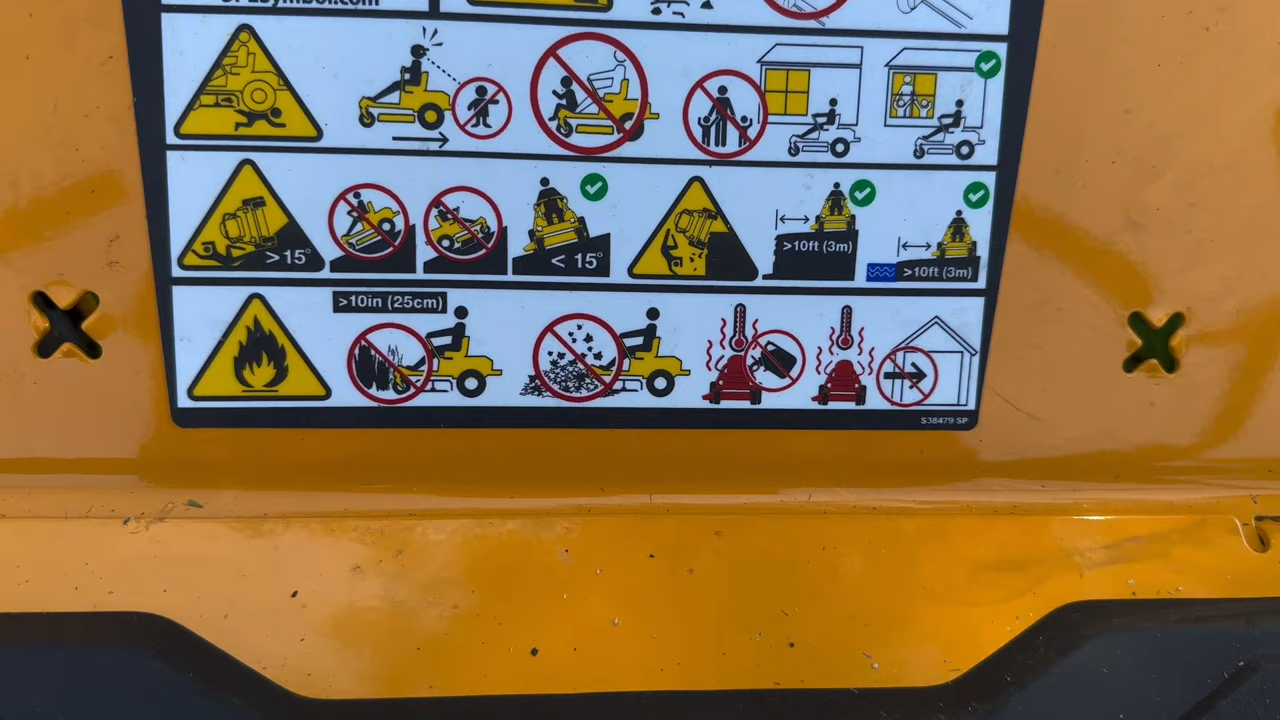 >10ft (3m)
>15°
< 15°
>10ft (3m)
>10in (25cm)
S38479 SP